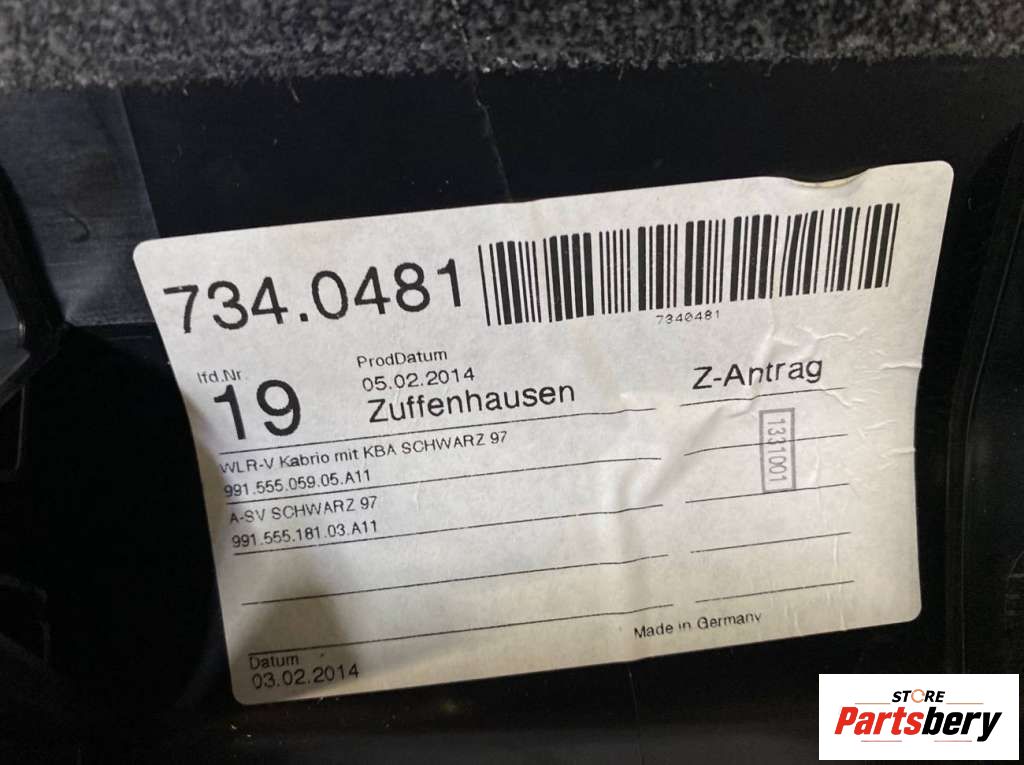 734.0481
7340481
lfd.Nr.
19
ProdDatum
05.02.2014
Zuffenhausen
Z-Antrag
WLR-V Kabrio mit KBA SCHWARZ 97
991.555.059.05.A11
A-SV SCHWARZ 97
991.555.181.03.A11
1331001
Made in Germany
Datum
03.02.2014
STORE
Partsbery